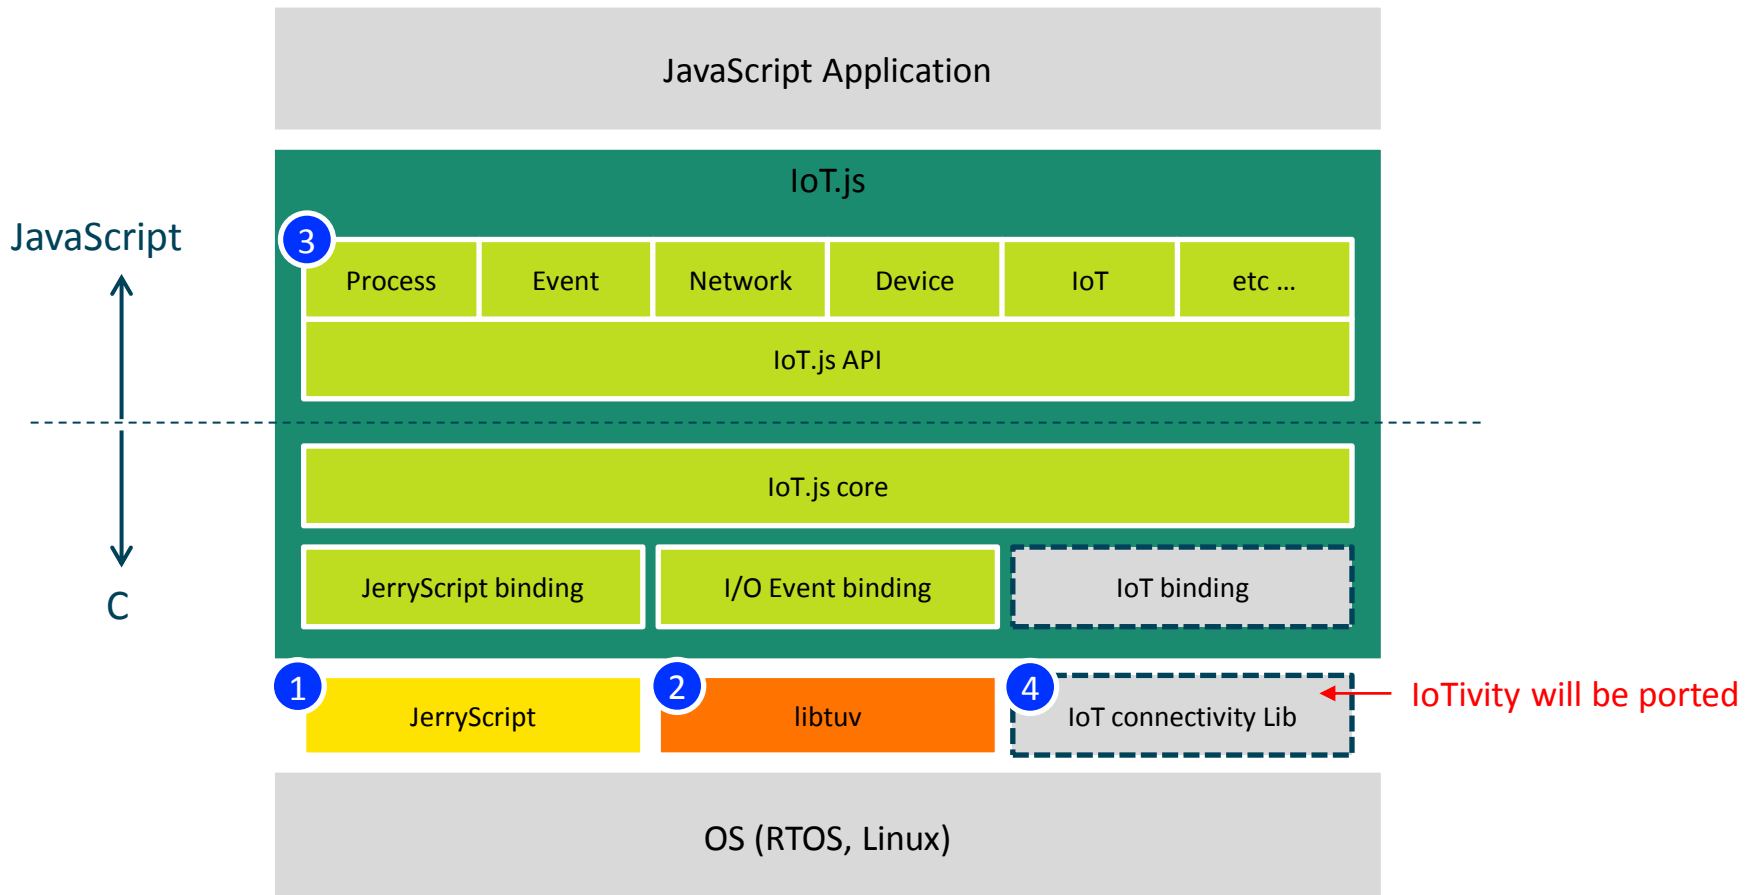 JavaScript Application
IoT.js
JavaScript
3
Process
Event
Network
Device
IoT
etc ...
IoT.js API
IoT.js core
JerryScript binding
I/O Event binding
IoT binding
C
1
JerryScript
2
libtuv
4
IoT connectivity Lib
IoTivity will be ported
OS (RTOS, Linux)